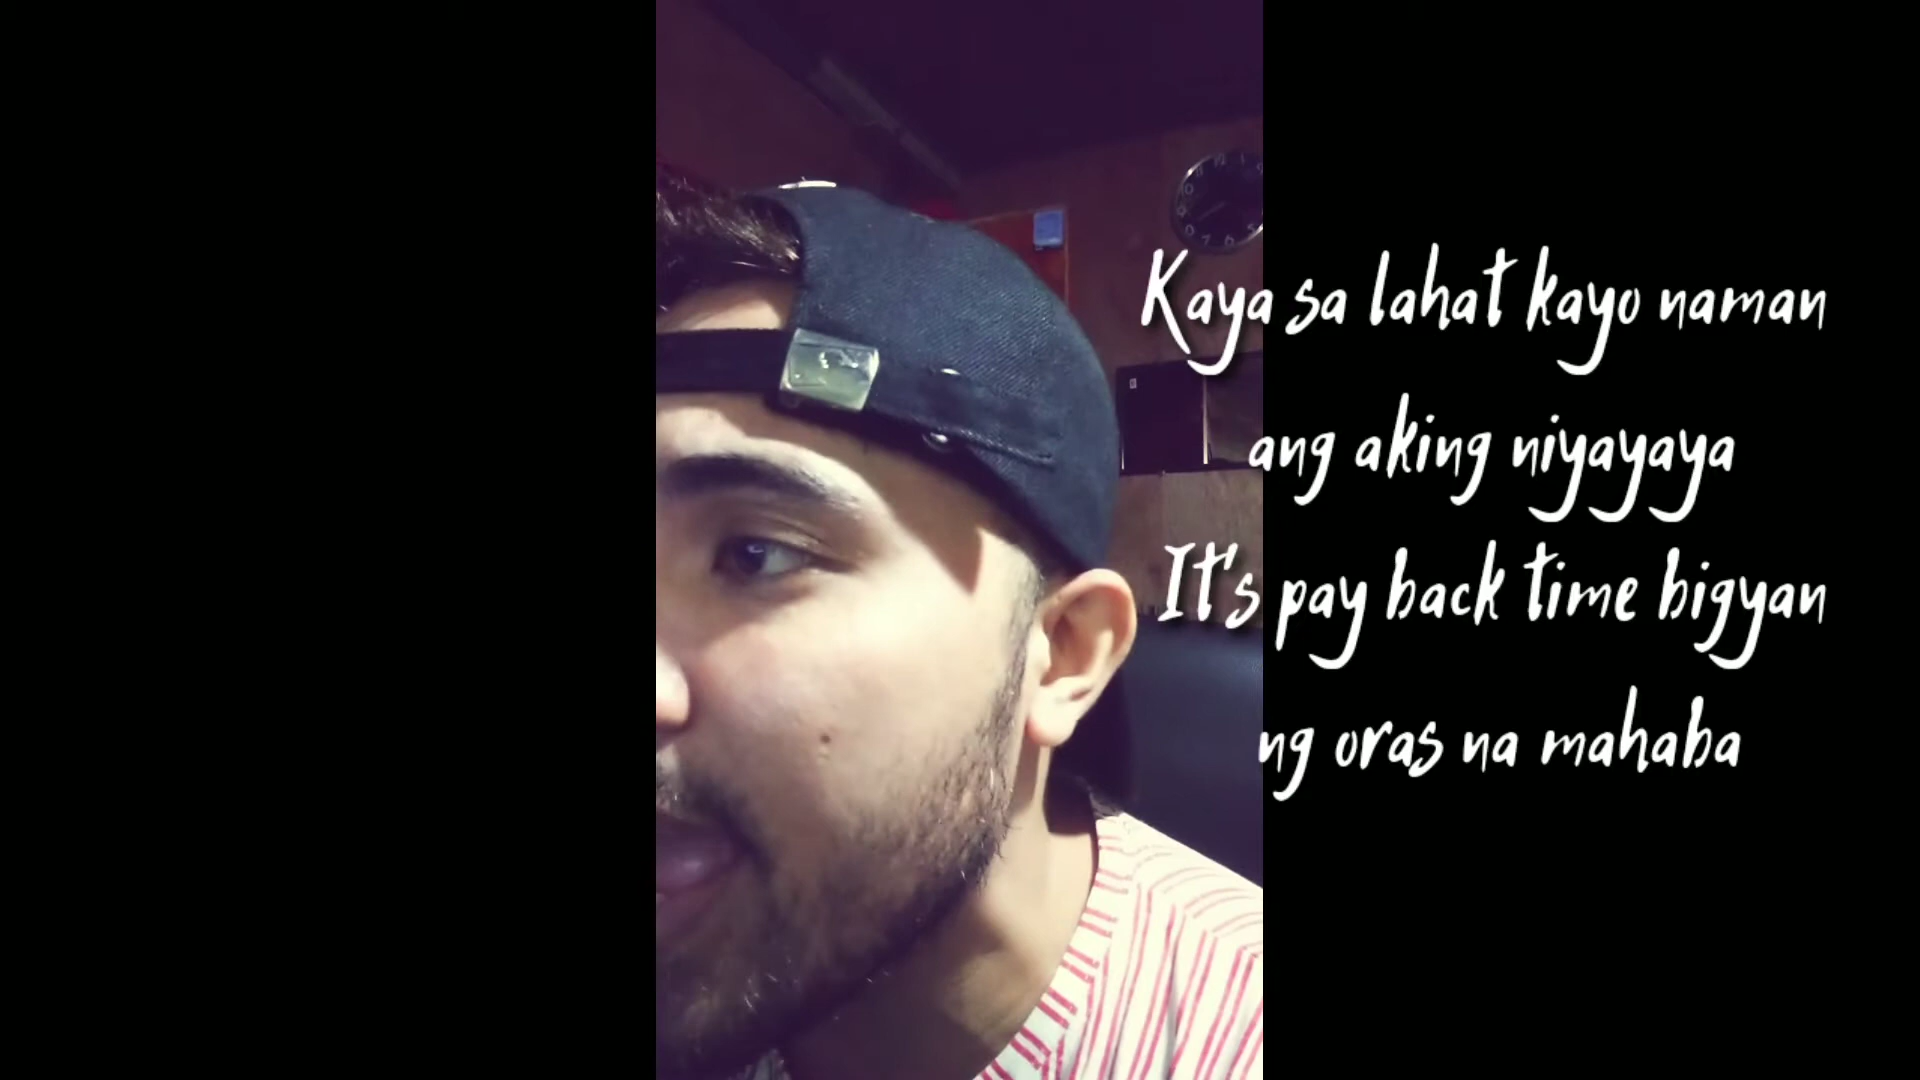 Kaya sa lahat kayo naman
ang aking niyayaya
It's pay back time bigyan
ng oras na mahaba